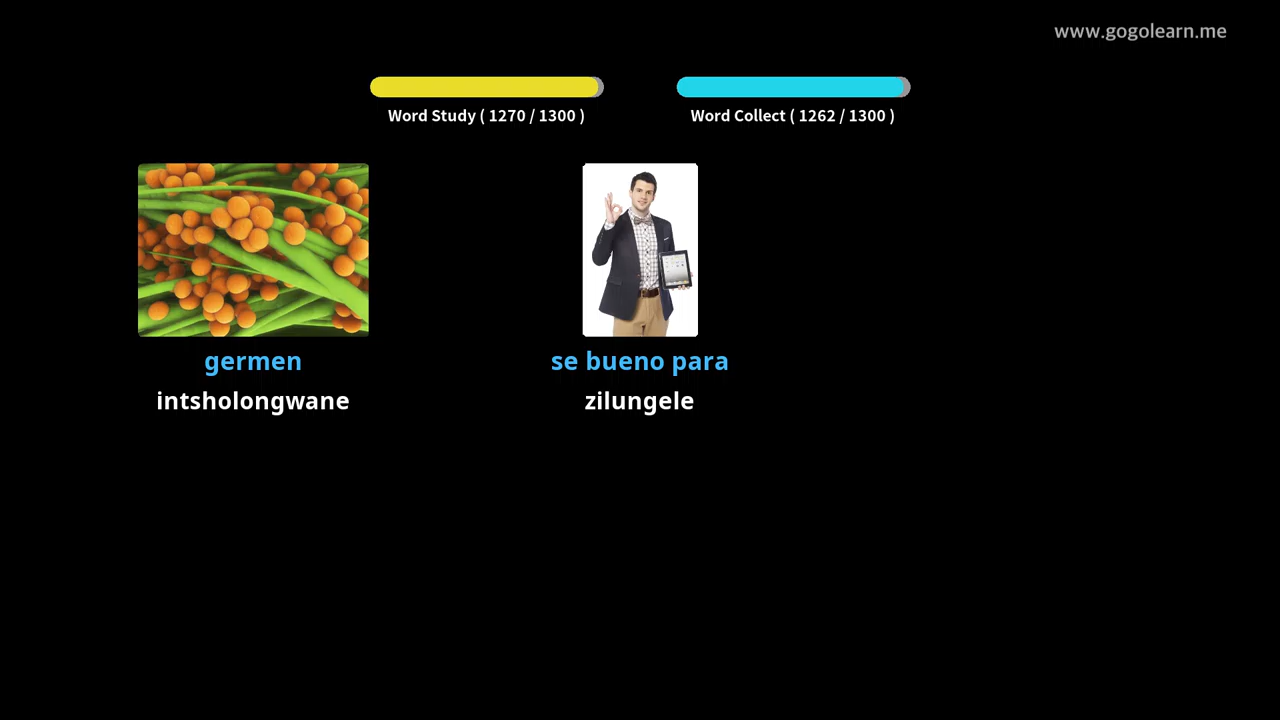 www.gogolearn.me
Word Study ( 1270 / 1300 )
Word Collect ( 1262 / 1300 )
germen
intsholongwane
se bueno para
zilungele